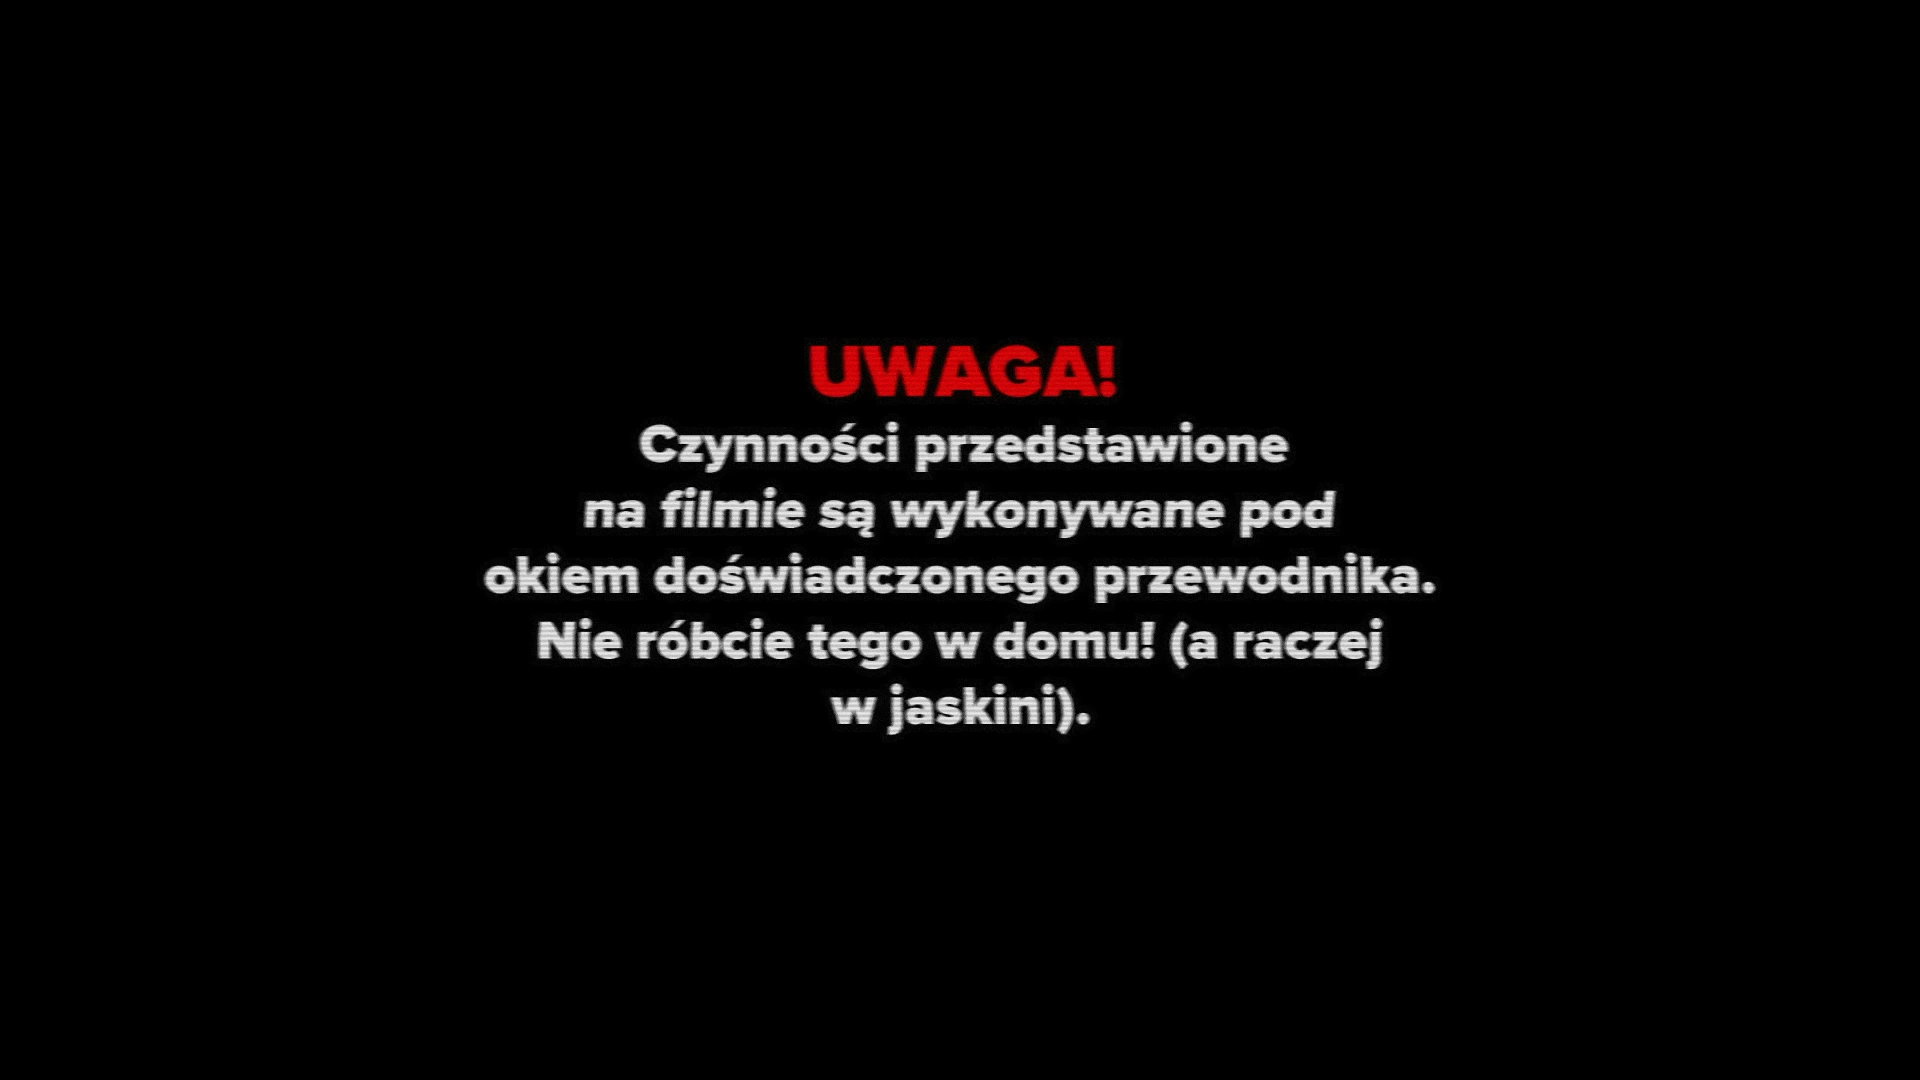 UWAGA!
Czynności przedstawione
na filmie są wykonywane pod
okiem doświadczonego przewodnika.
Nie róbcie tego w domu! (a raczej
w jaskini).